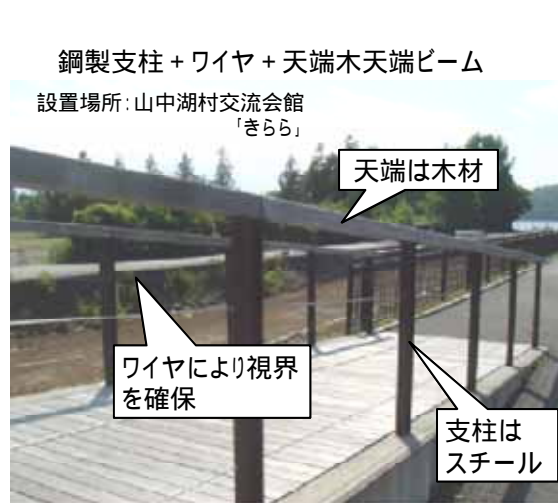 鋼製支柱+ワイヤ+天端木天端ビーム
設置場所:山中湖村交流会館
「きらら」
天端は木材
ワイヤにより視界
を確保
支柱は
スチール